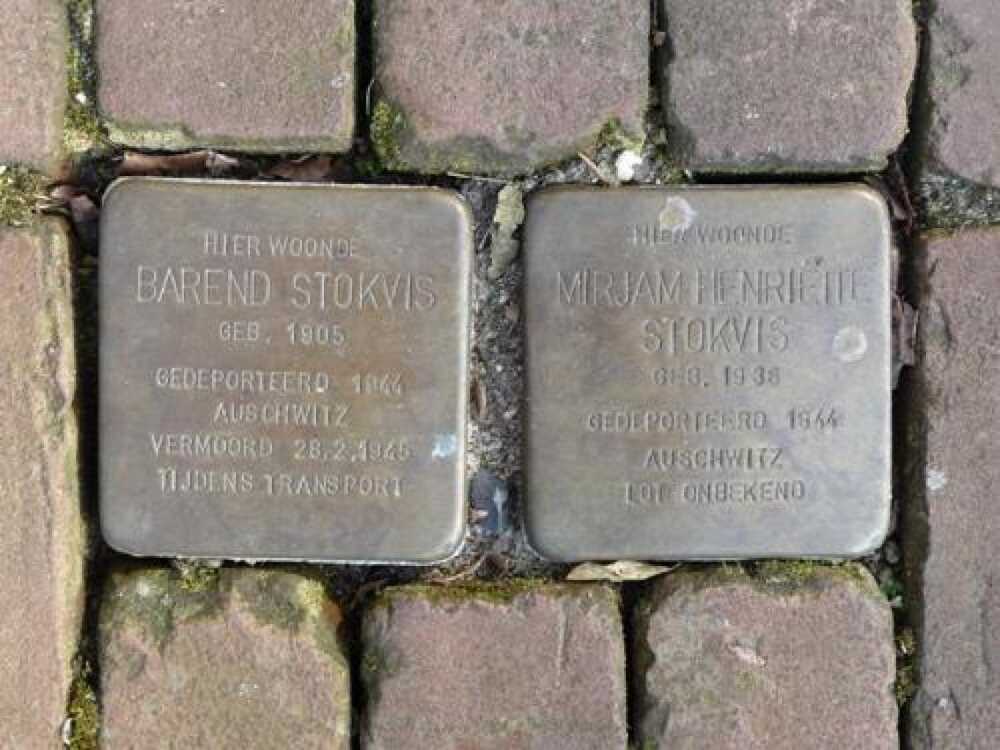 HIER WOONDE
BAREND STOKVIS
GEB. 1905
GEDEPORTEERD 1944
AUSCHWITZ
VERMOORD 28.2.1945
TIJDENS TRANSPORT
HIER WOONDE
MIRJAM HENRIËTTE
STOKVIS
GEB. 1938
GEDEPORTEERD 1944
AUSCHWITZ
LOT ONBEKEND